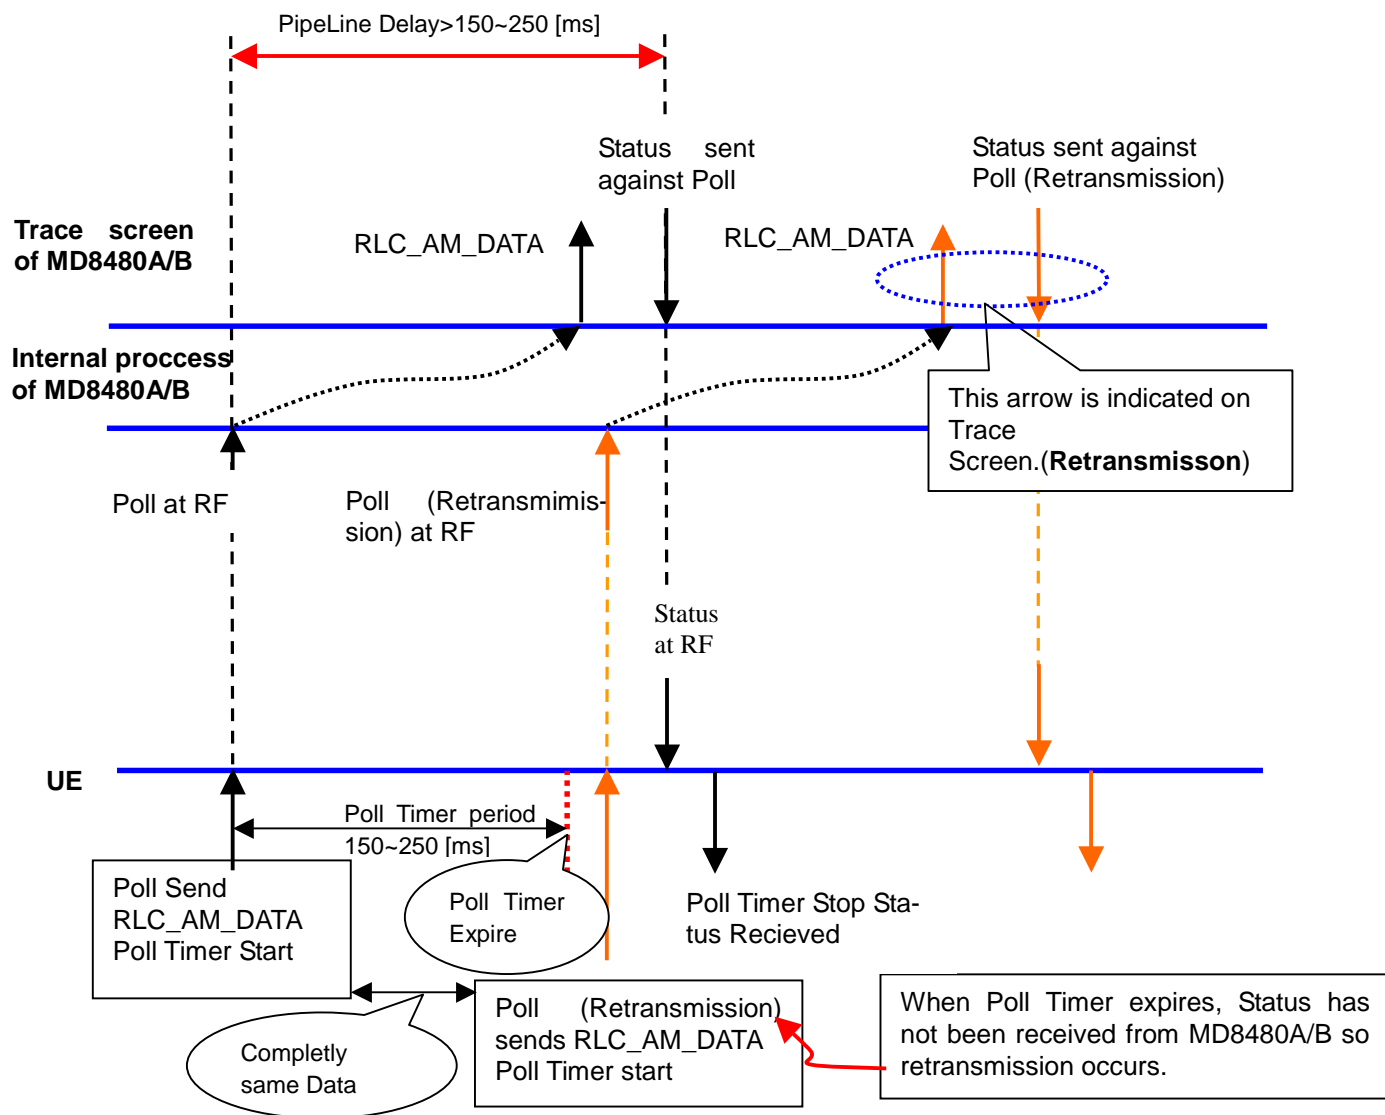 PipeLine Delay>150~250 [ms]
Status sent
against Poll
Status sent against
Poll (Retransmission)
Trace screen
of MD8480A/B
RLC_AM_DATA
RLC_AM_DATA
Internal proccess
of MD8480A/B
This arrow is indicated on
Trace
Screen.(Retransmisson)
Poll at RF
Poll (Retransmimis-
sion) at RF
Status
at RF
UE
Poll Timer period
150~250 [ms]
Poll Send
RLC_AM_DATA
Poll Timer Start
Poll Timer
Expire
Poll Timer Stop Sta-
tus Recieved
Completly
same Data
Poll (Retransmission)
sends RLC_AM_DATA
Poll Timer start
When Poll Timer expires, Status has
not been received from MD8480A/B so
retransmission occurs.